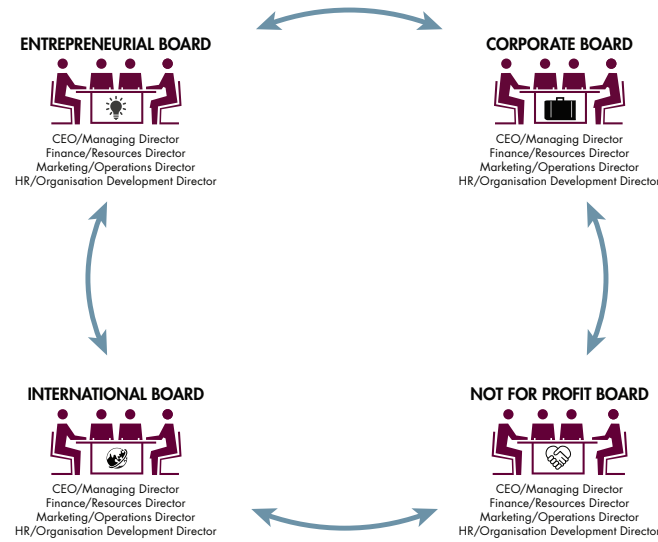 ENTREPRENEURIAL BOARD
CEO/Managing Director
Finance/Resources Director
Marketing/Operations Director
HR/Organisation Development Director
CORPORATE BOARD
CEO/Managing Director
Finance/Resources Director
Marketing/Operations Director
HR/Organisation Development Director
INTERNATIONAL BOARD
CEO/Managing Director
Finance/Resources Director
Marketing/Operations Director
HR/Organisation Development Director
NOT FOR PROFIT BOARD
CEO/Managing Director
Finance/Resources Director
Marketing/Operations Director
HR/Organisation Development Director